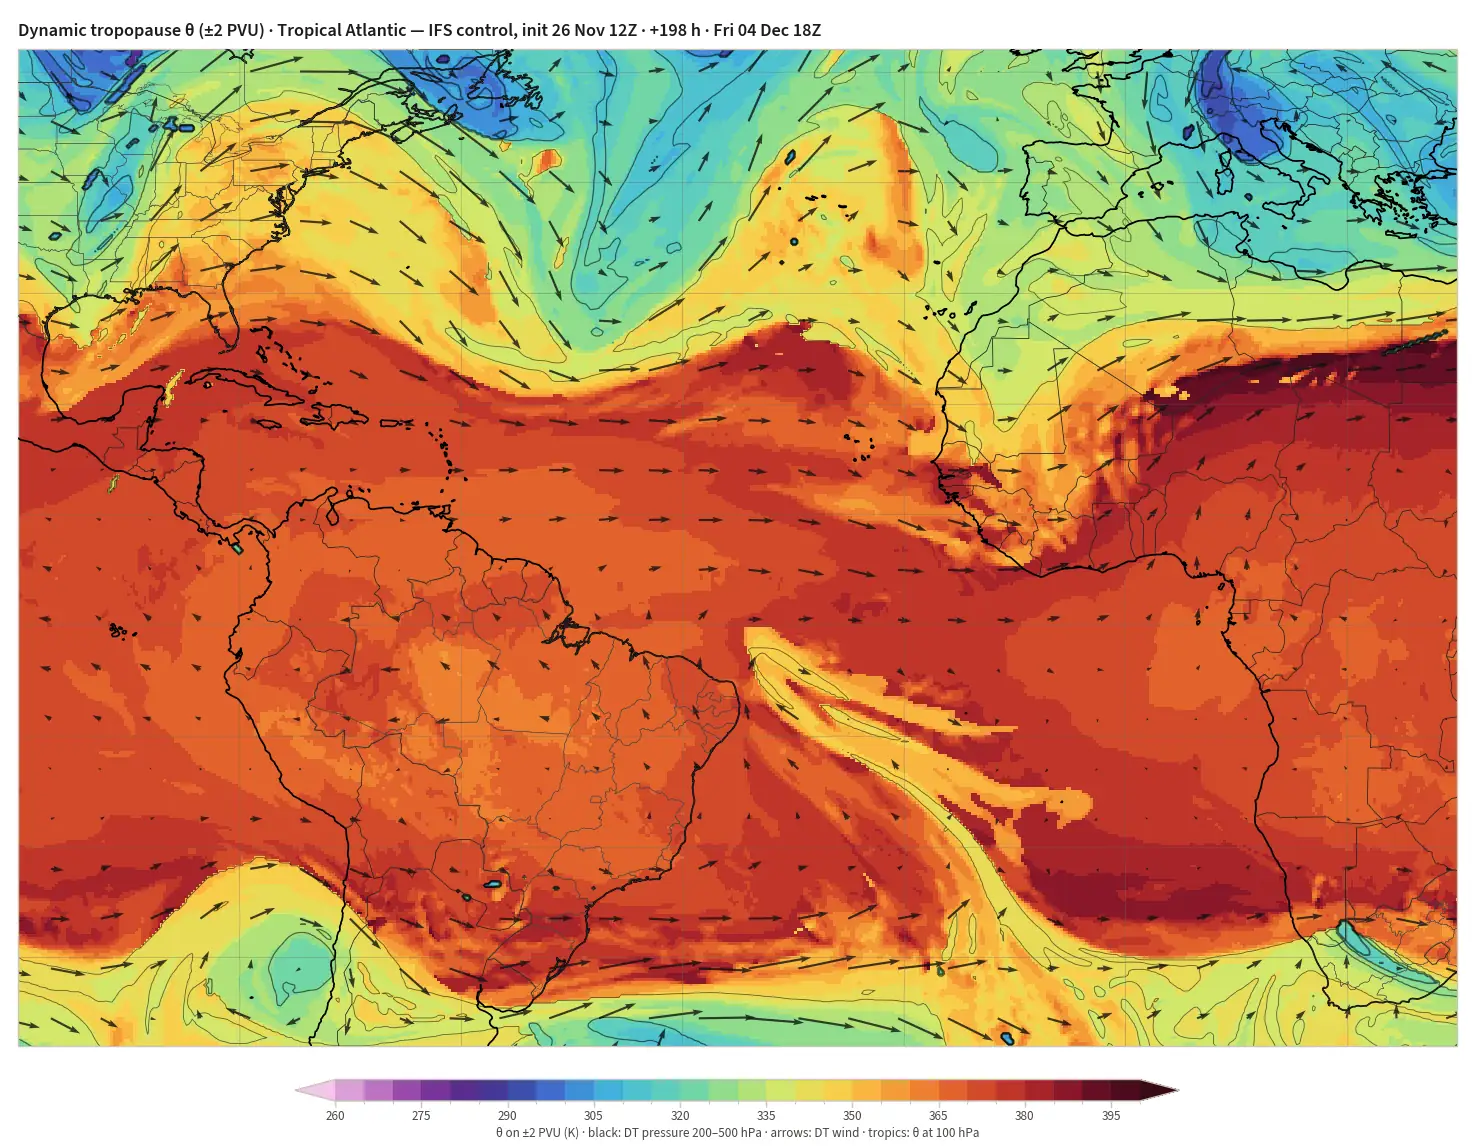 Dynamic tropopause θ (±2 PVU) · Tropical Atlantic — IFS control, init 26 Nov 12Z · +198 h · Fri 04 Dec 18Z
260 275 290 305 320 335 350 365 380 395
θ on ±2 PVU (K) · black: DT pressure 200–500 hPa · arrows: DT wind · tropics: θ at 100 hPa